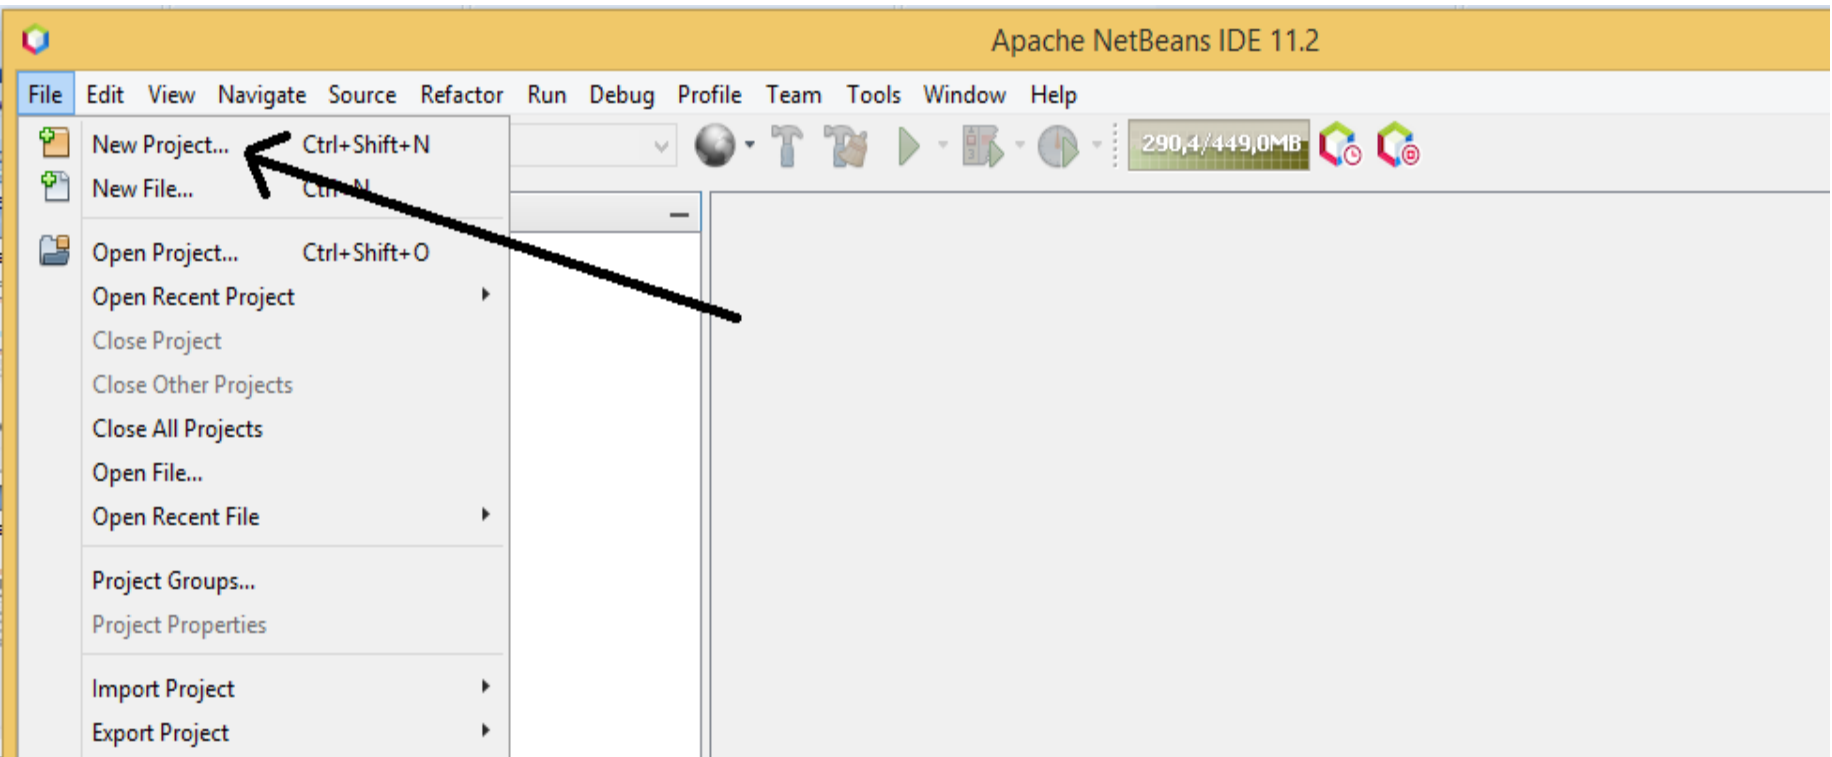 Apache NetBeans IDE 11.2
File Edit View Navigate Source Refactor Run Debug Profile Team Tools Window Help
New Project... Ctrl+Shift+N
290,4/449,0MB
New File... Ctrl+N
Open Project... Ctrl+Shift+O
Open Recent Project
Close Project
Close Other Projects
Close All Projects
Open File...
Open Recent File
Project Groups...
Project Properties
Import Project
Export Project